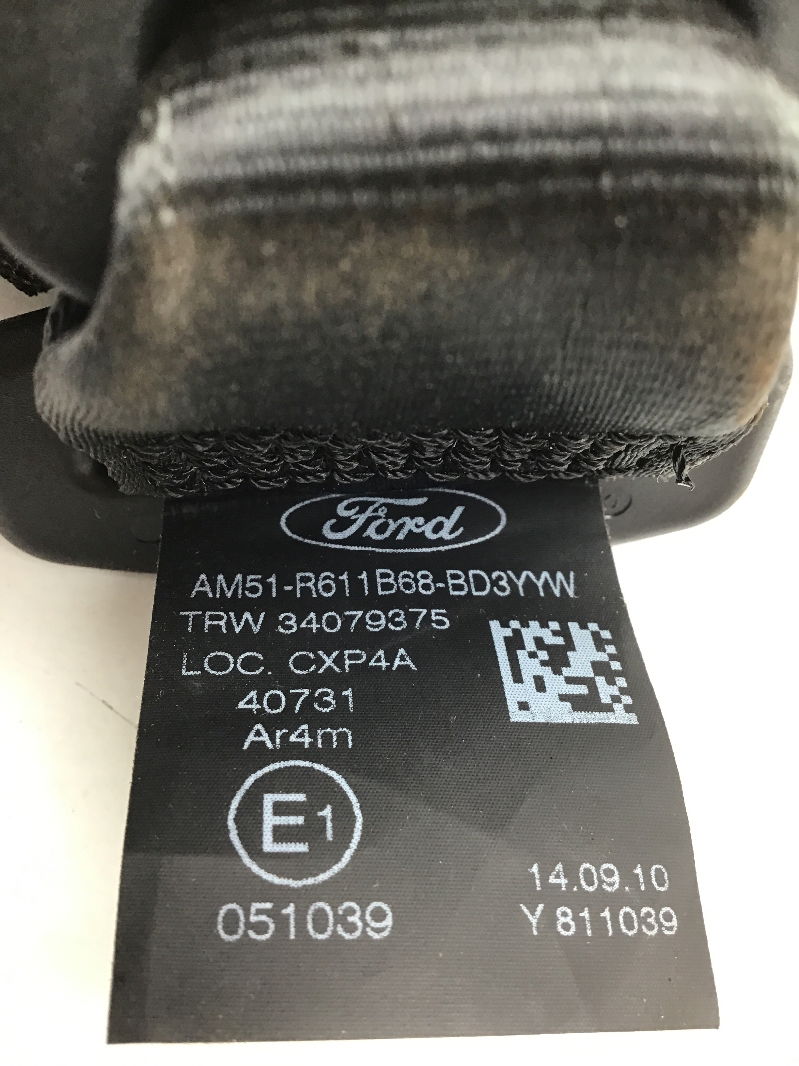 Ford
AM51-R611B68-BD3YYW
TRW 34079375
LOC. CXP4A
40731
Ar4m
E1
051039
14.09.10
Y 811039